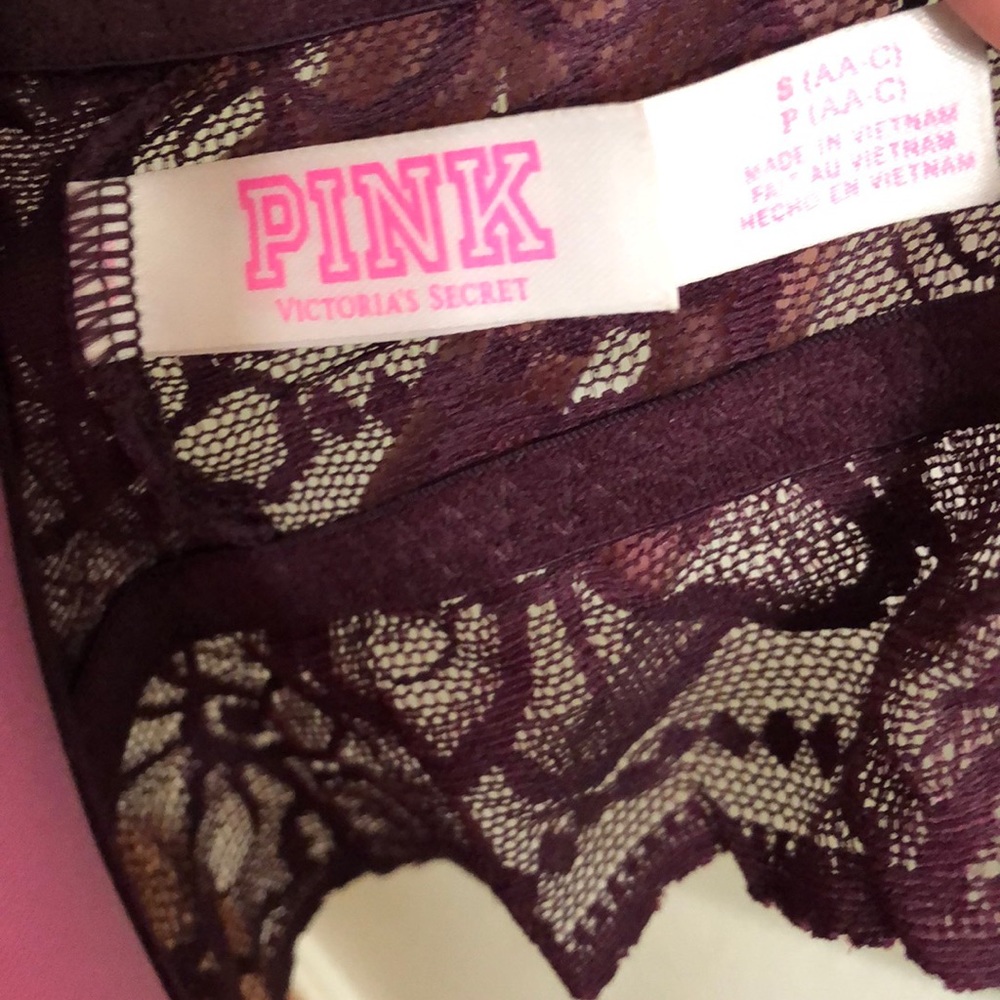 PINK
VICTORIA'S SECRET
S (AA-C)
P (AA-C)
MADE IN VIETNAM
FAIT AU VIETNAM
HECHO EN VIETNAM